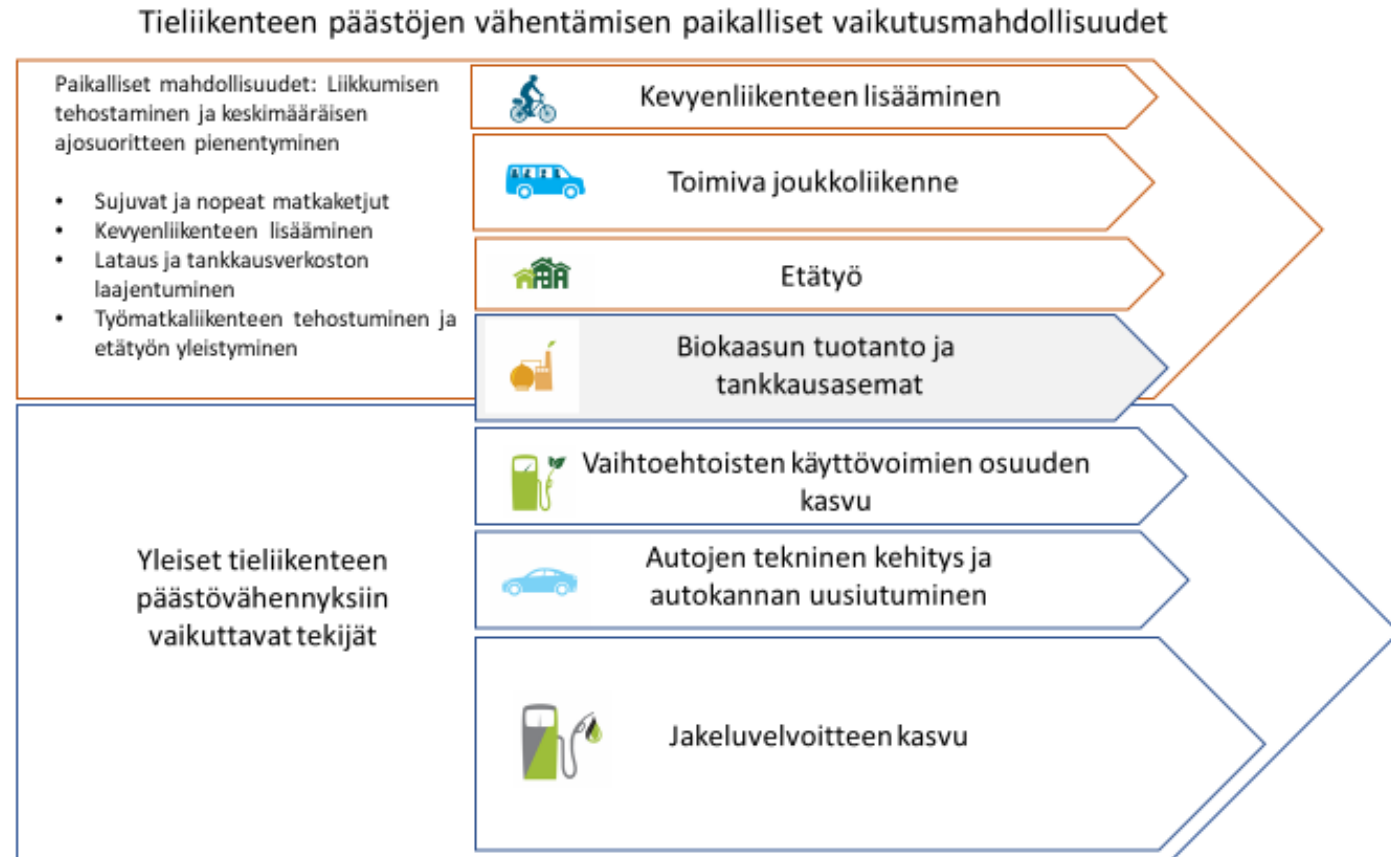 Tieliikenteen päästöjen vähentämisen paikalliset vaikutusmahdollisuudet
Paikalliset mahdollisuudet: Liikkumisen
tehostaminen ja keskimääräisen
ajosuoritteen pienentyminen
• Sujuvat ja nopeat matkaketjut
• Kevyenliikenteen lisääminen
• Lataus ja tankkausverkoston
laajentuminen
• Työmatkaliikenteen tehostuminen ja
etätyön yleistyminen
Kevyenliikenteen lisääminen
Toimiva joukkoliikenne
Etätyö
Biokaasun tuotanto ja
tankkausasemat
Yleiset tieliikenteen
päästövähennyksiin
vaikuttavat tekijät
Vaihtoehtoisten käyttövoimien osuuden
kasvu
Autojen tekninen kehitys ja
autokannan uusiutuminen
Jakeluvelvoitteen kasvu